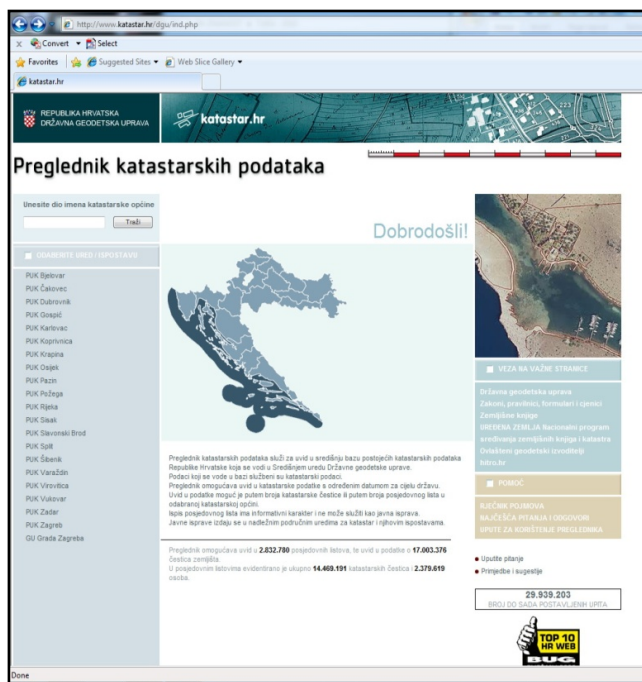 http://www.katastar.hr/dgu/ind.php
x Convert Select
Favorites Suggested Sites Web Slice Gallery
katastar.hr
REPUBLIKA HRVATSKA
DRŽAVNA GEODETSKA UPRAVA
katastar.hr
223
224
Preglednik katastarskih podataka
Unesite dio imena katastarske općine
Traži
ODABERITE URED I ISPOSTAVU
PUK Bjelovar
PUK Čakovec
PUK Dubrovnik
PUK Gospić
PUK Karlovac
PUK Koprivnica
PUK Krapina
PUK Osijek
PUK Pazin
PUK Požega
PUK Rijeka
PUK Sisak
PUK Slavonski Brod
PUK Split
PUK Šibenik
PUK Varaždin
PUK Virovitica
PUK Vukovar
PUK Zadar
PUK Zagreb
GU Grada Zagreba
Dobrodošli!
Preglednik katastarskih podataka služi za uvid u središnju bazu postojećih katastarskih podataka
Republike Hrvatske koja se vodi u Središnjem uredu Državne geodetske uprave.
Podaci koji se vode u bazi službeni su katastarski podaci.
Preglednik omogućava uvid u katastarske podatke s određenim datumom za cijelu državu.
Uvid u podatke moguć je putem broja katastarske čestice ili putem broja posjedovnog lista u
odabranoj katastarskoj općini.
Ispis posjedovnog lista ima informativni karakter i ne može služiti kao javna isprava.
Javne isprave izdaju se u nadležnim područnim uredima za katastar i njihovim ispostavama.
Preglednik omogućava uvid u 2.832.780 posjedovnih listova, te uvid u podatke o 17.003.376
čestica zemljišta.
U posjedovnim listovima evidentirano je ukupno 14.469.191 katastarskih čestica i 2.379.619
osoba.
VEZA NA VAŽNE STRANICE
Državna geodetska uprava
Zakoni, pravilnici, formulari i cjenici
Zemljišne knjige
UREĐENA ZEMLJA Nacionalni program
sređivanja zemljišnih knjiga i katastra
Ovlašteni geodetski izvoditelji
hitro.hr
POMOĆ
RJEČNIK POJMOVA
NAJČEŠĆA PITANJA I ODGOVORI
UPUTE ZA KORIŠTENJE PREGLEDNIKA
Uputite pitanje
Primjedbe i sugestije
29.939.203
BROJ DO SADA POSTAVLJENIH UPITA
TOP 10
HR WEB
BUG
Done